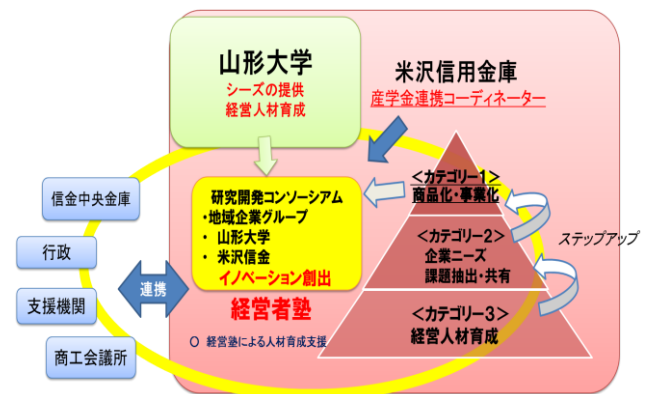 山形大学
シーズの提供
経営人材育成
米沢信用金庫
産学金連携コーディネーター
研究開発コンソーシアム
・地域企業グループ
・ 山形大学
・ 米沢信金
イノベーション創出
経営者塾
○ 経営塾による人材育成支援
<カテゴリー1>
商品化・事業化
<カテゴリー2>
企業ニーズ
課題抽出・共有
<カテゴリー3>
経営人材育成
ステップアップ
信金中央金庫
行政
支援機関
商工会議所
連携